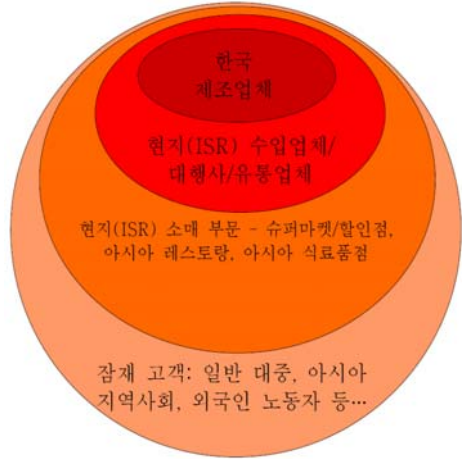 한국
제조업체
현지(ISR) 수입업체/
대행사/유통업체
현지(ISR) 소매 부문 - 슈퍼마켓/할인점,
아시아 레스토랑, 아시아 식료품점
잠재 고객: 일반 대중, 아시아
지역사회, 외국인 노동자 등…